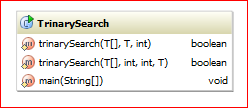 TrinarySearch
trinarySearch(T[], T, int) boolean
trinarySearch(T[], int, int, T) boolean
main(String[]) void